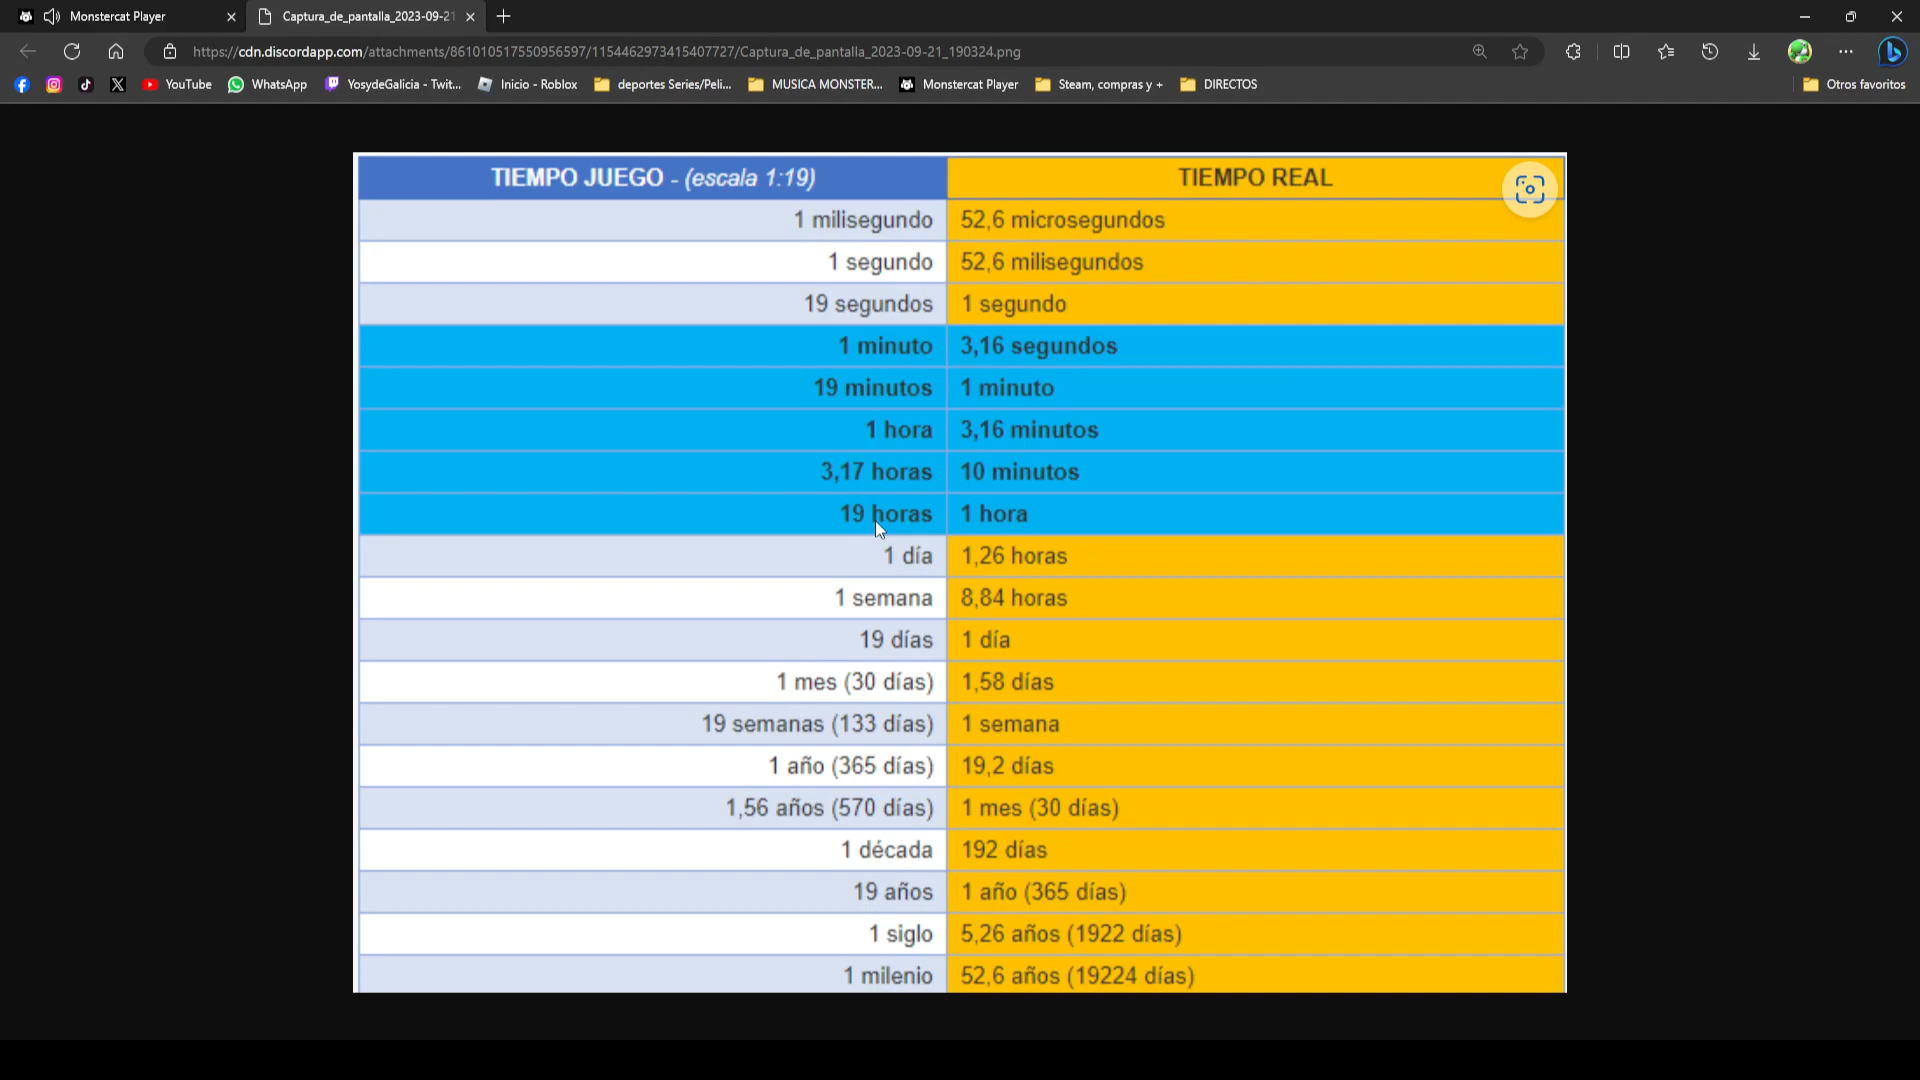 Monstercat Player
Captura_de_pantalla_2023-09-21
https://cdn.discordapp.com/attachments/861010517550956597/1154462973415407727/Captura_de_pantalla_2023-09-21_190324.png
YouTube WhatsApp YosydeGalicia - Twit... Inicio - Roblox deportes Series/Peli... MUSICA MONSTER... Monstercat Player Steam, compras y + DIRECTOS Otros favoritos
TIEMPO JUEGO - (escala 1:19) TIEMPO REAL
1 milisegundo 52,6 microsegundos
1 segundo 52,6 milisegundos
19 segundos 1 segundo
1 minuto 3,16 segundos
19 minutos 1 minuto
1 hora 3,16 minutos
3,17 horas 10 minutos
19 horas 1 hora
1 día 1,26 horas
1 semana 8,84 horas
19 días 1 día
1 mes (30 días) 1,58 días
19 semanas (133 días) 1 semana
1 año (365 días) 19,2 días
1,56 años (570 días) 1 mes (30 días)
1 década 192 días
19 años 1 año (365 días)
1 siglo 5,26 años (1922 días)
1 milenio 52,6 años (19224 días)